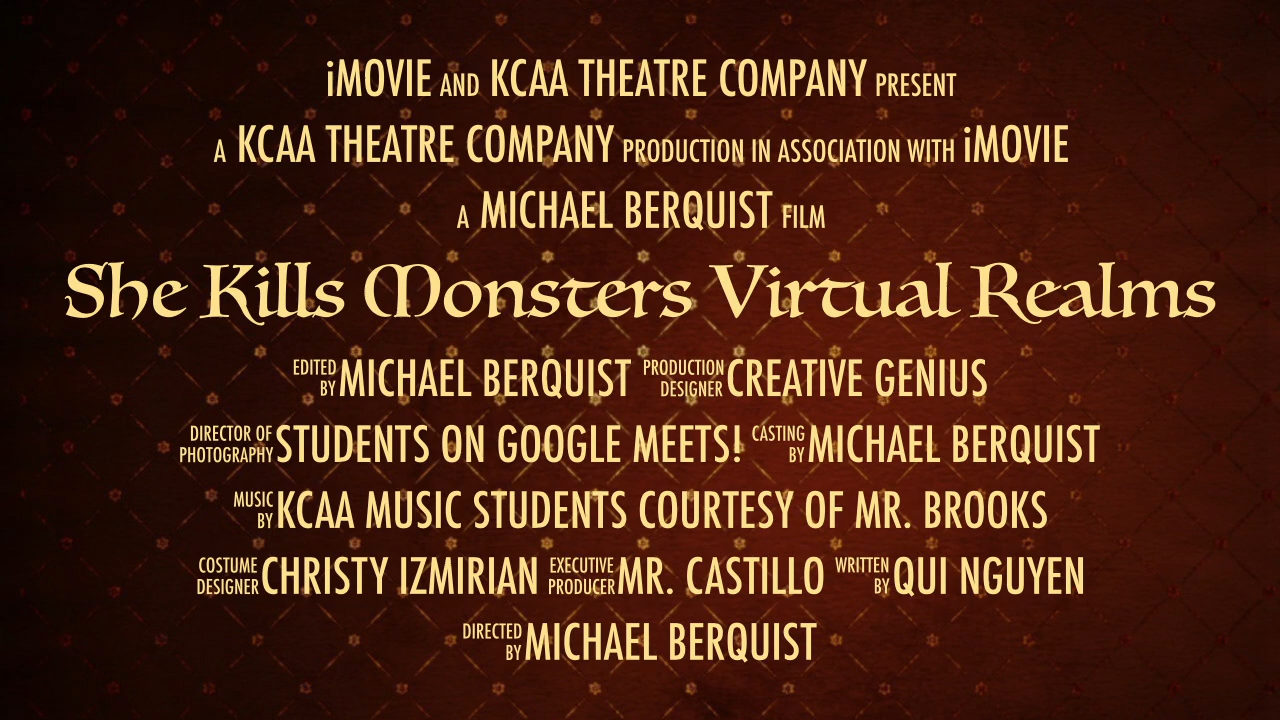 iMOVIE AND KCAA THEATRE COMPANY PRESENT
A KCAA THEATRE COMPANY PRODUCTION IN ASSOCIATION WITH iMOVIE
A MICHAEL BERQUIST FILM
She Kills Monsters Virtual Realms
EDITED BY MICHAEL BERQUIST PRODUCTION DESIGNER CREATIVE GENIUS
DIRECTOR OF PHOTOGRAPHY STUDENTS ON GOOGLE MEETS! CASTING BY MICHAEL BERQUIST
MUSIC BY KCAA MUSIC STUDENTS COURTESY OF MR. BROOKS
COSTUME DESIGNER CHRISTY IZMIRIAN EXECUTIVE PRODUCER MR. CASTILLO WRITTEN BY QUI NGUYEN
DIRECTED BY MICHAEL BERQUIST